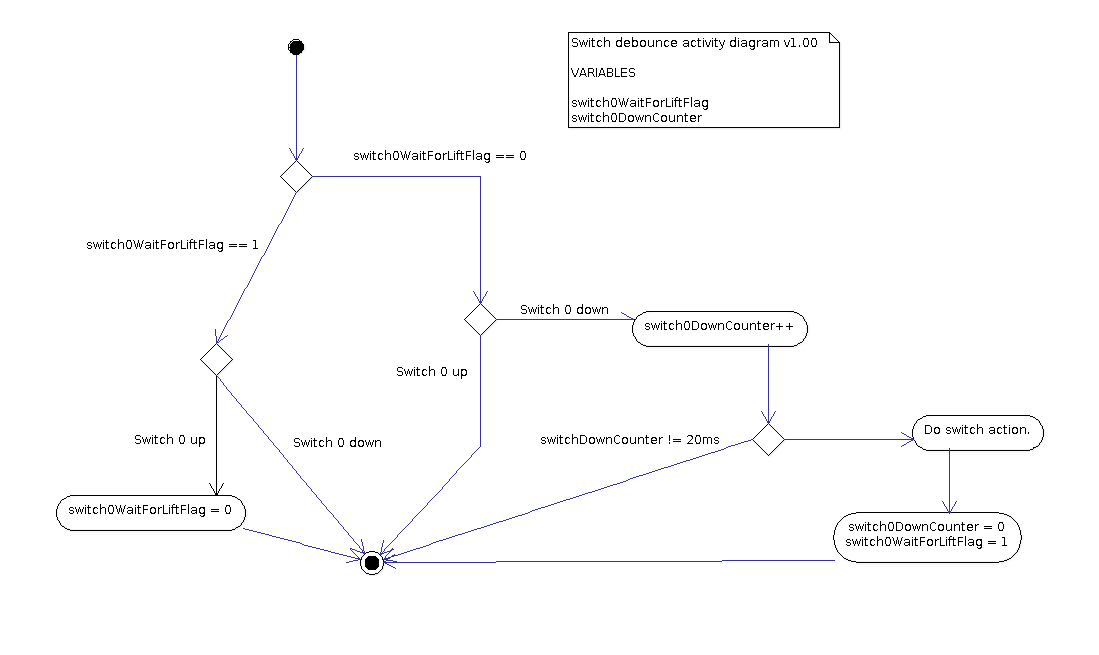 Switch debounce activity diagram v1.00
VARIABLES
switch0WaitForLiftFlag
switch0DownCounter
switch0WaitForLiftFlag == 0
switch0WaitForLiftFlag == 1
Switch 0 down
switch0DownCounter++
Switch 0 up
Switch 0 up
Switch 0 down
switchDownCounter != 20ms
Do switch action.
switch0WaitForLiftFlag = 0
switch0DownCounter = 0
switch0WaitForLiftFlag = 1